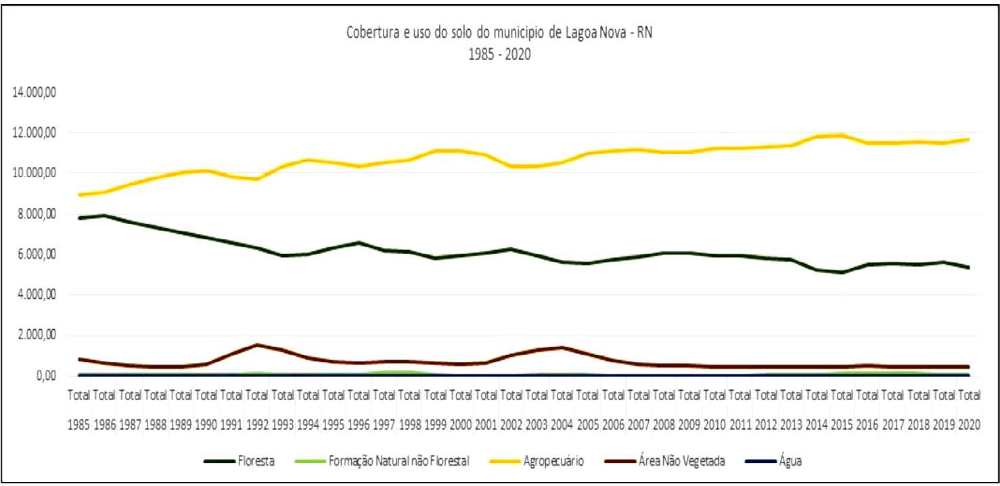 Cobertura e uso do solo do municipio de Lagoa Nova - RN
1985 - 2020
14.000,00
12.000,00
10.000,00
8.000,00
6.000,00
4.000,00
2.000,00
0,00
Total Total Total Total Total Total Total Total Total Total Total Total Total Total Total Total Total Total Total Total Total Total Total Total Total Total Total Total Total Total Total Total Total Total Total Total
1985 1986 1987 1988 1989 1990 1991 1992 1993 1994 1995 1996 1997 1998 1999 2000 2001 2002 2003 2004 2005 2006 2007 2008 2009 2010 2011 2012 2013 2014 2015 2016 2017 2018 2019 2020
Floresta Formação Natural não Florestal Agropecuário Área Não Vegetada Água